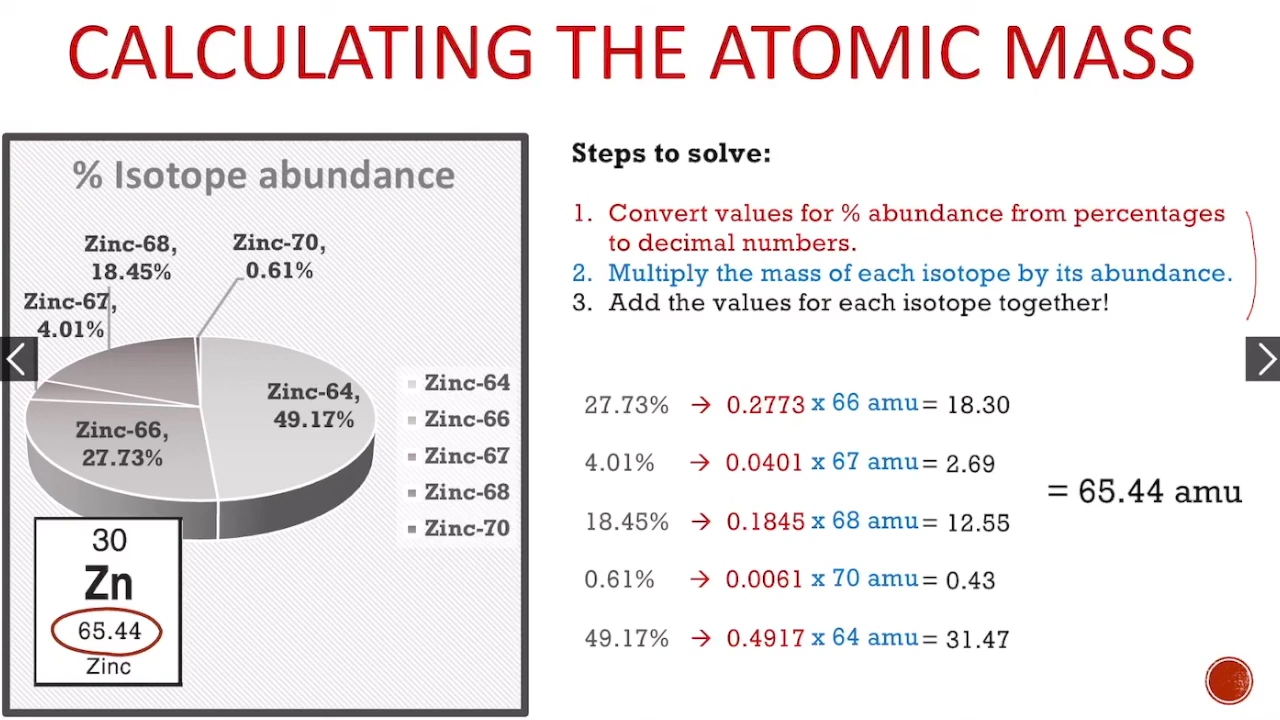 CALCULATING THE ATOMIC MASS
% Isotope abundance
Zinc-68,
18.45%
Zinc-70,
0.61%
Zinc-67,
4.01%
Zinc-64,
49.17%
Zinc-66,
27.73%
Zinc-64
Zinc-66
Zinc-67
Zinc-68
Zinc-70
30
Zn
65.44
Zinc
Steps to solve:
1. Convert values for % abundance from percentages
to decimal numbers.
2. Multiply the mass of each isotope by its abundance.
3. Add the values for each isotope together!
27.73% → 0.2773 x 66 amu = 18.30
4.01% → 0.0401 x 67 amu = 2.69
18.45% → 0.1845 x 68 amu = 12.55
0.61% → 0.0061 x 70 amu = 0.43
49.17% → 0.4917 x 64 amu = 31.47
= 65.44 amu